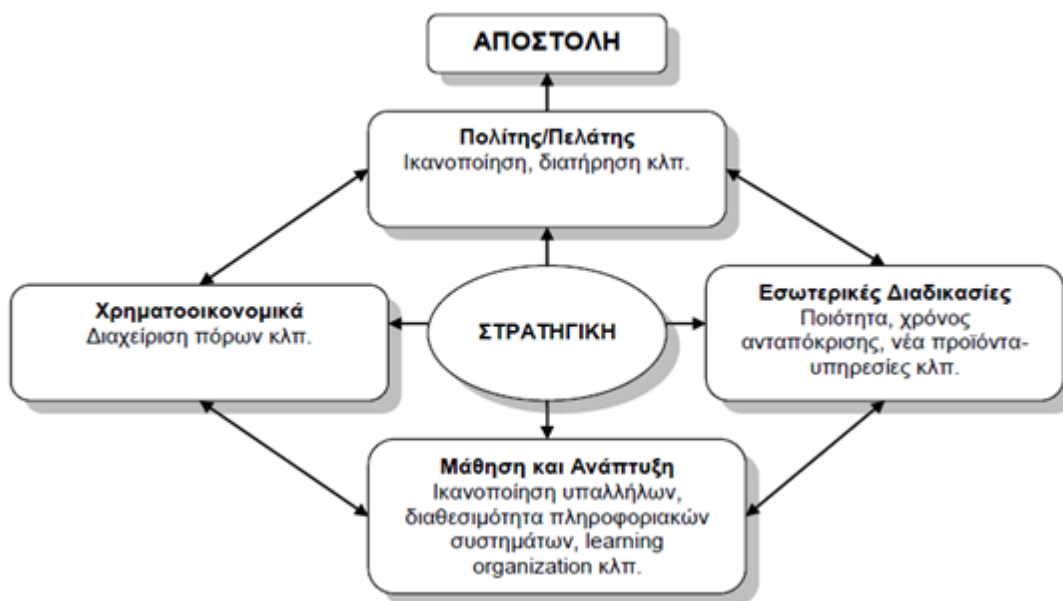 ΑΠΟΣΤΟΛΗ
Πολίτης/Πελάτης
Ικανοποίηση, διατήρηση κλπ.
Χρηματοοικονομικά
Διαχείριση πόρων κλπ.
ΣΤΡΑΤΗΓΙΚΗ
Εσωτερικές Διαδικασίες
Ποιότητα, χρόνος
ανταπόκρισης, νέα προϊόντα-
υπηρεσίες κλπ.
Μάθηση και Ανάπτυξη
Ικανοποίηση υπαλλήλων,
διαθεσιμότητα πληροφοριακών
συστημάτων, learning
organization κλπ.